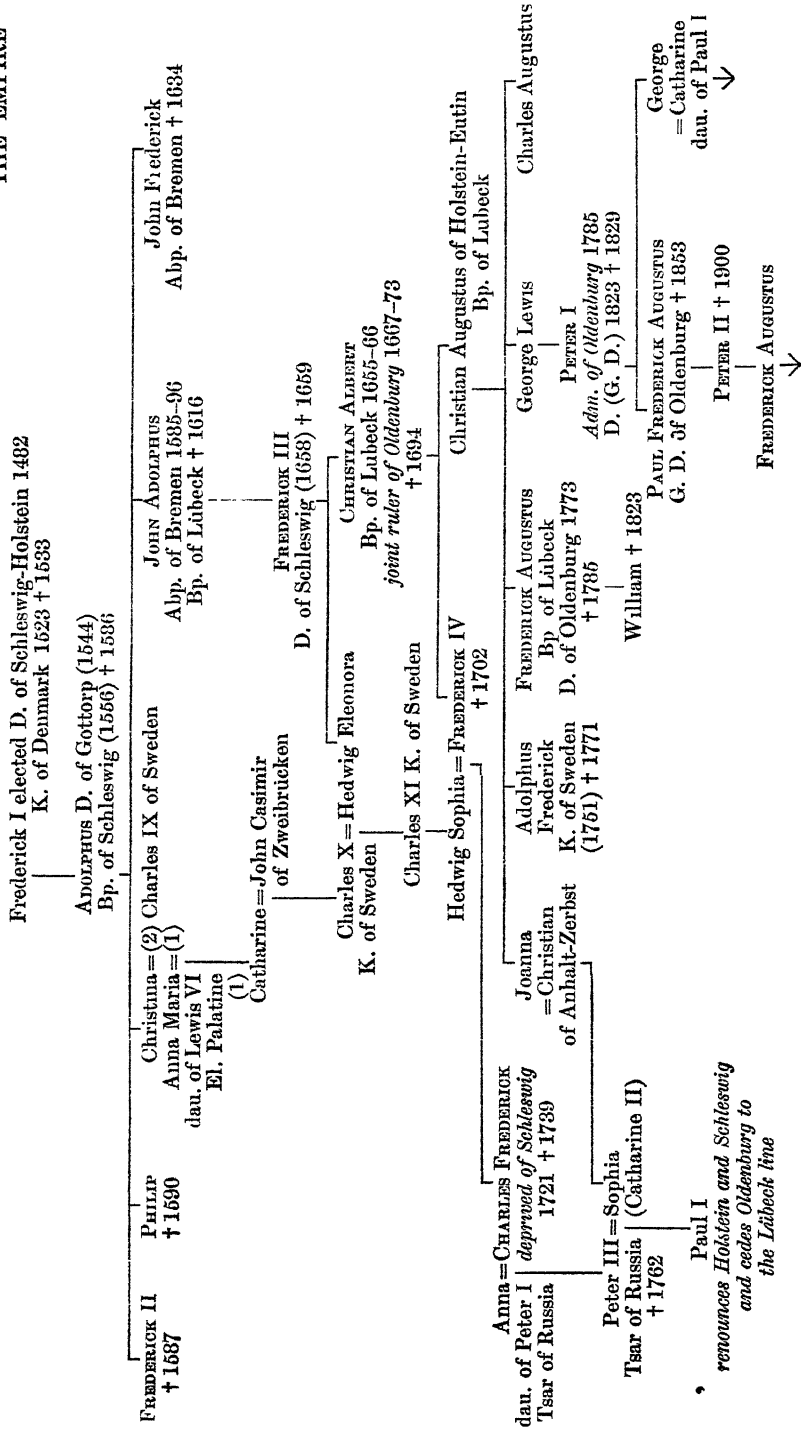 THE EMPIRE
Frederick I elected D. of Schleswig-Holstein 1482
K. of Denmark 1523 † 1533
ADOLPHUS D. of Gottorp (1544)
Bp. of Schleswig (1556) † 1586
FREDERICK II
† 1587
PHILIP
† 1590
Christina=(2) Charles IX of Sweden
Anna Maria=(1)
dau. of Lewis VI
El. Palatine
JOHN ADOLPHUS
Abp. of Bremen 1585-96
Bp. of Lübeck † 1616
John Frederick
Abp. of Bremen † 1634
(1)
Catharine=John Casimir
of Zweibrücken
FREDERICK III
D. of Schleswig (1658) † 1659
Charles X=Hedwig Eleonora
K. of Sweden
CHRISTIAN ALBERT
Bp. of Lubeck 1655-66
joint ruler of Oldenburg 1667-73
† 1694
Charles XI K. of Sweden
Hedwig Sophia=FREDERICK IV
† 1702
Christian Augustus of Holstein-Eutin
Bp. of Lubeck
Anna=CHARLES FREDERICK
dau. of Peter I
Tsar of Russia
deprived of Schleswig
1721 † 1739
Joanna
=Christian
of Anhalt-Zerbst
Adolphus
Frederick
K. of Sweden
(1751) † 1771
FREDERICK AUGUSTUS
Bp of Lübeck
D. of Oldenburg 1773
† 1785
George Lewis
Charles Augustus
Peter III=Sophia
Tsar of Russia (Catharine II)
† 1762
William † 1823
PETER I
Adm. of Oldenburg 1785
D. (G. D.) 1823 † 1829
Paul I
renounces Holstein and Schleswig
and cedes Oldenburg to
the Lübeck line
PAUL FREDERICK AUGUSTUS
G. D. of Oldenburg † 1853
George
=Catharine
dau. of Paul I
PETER II † 1900
FREDERICK AUGUSTUS